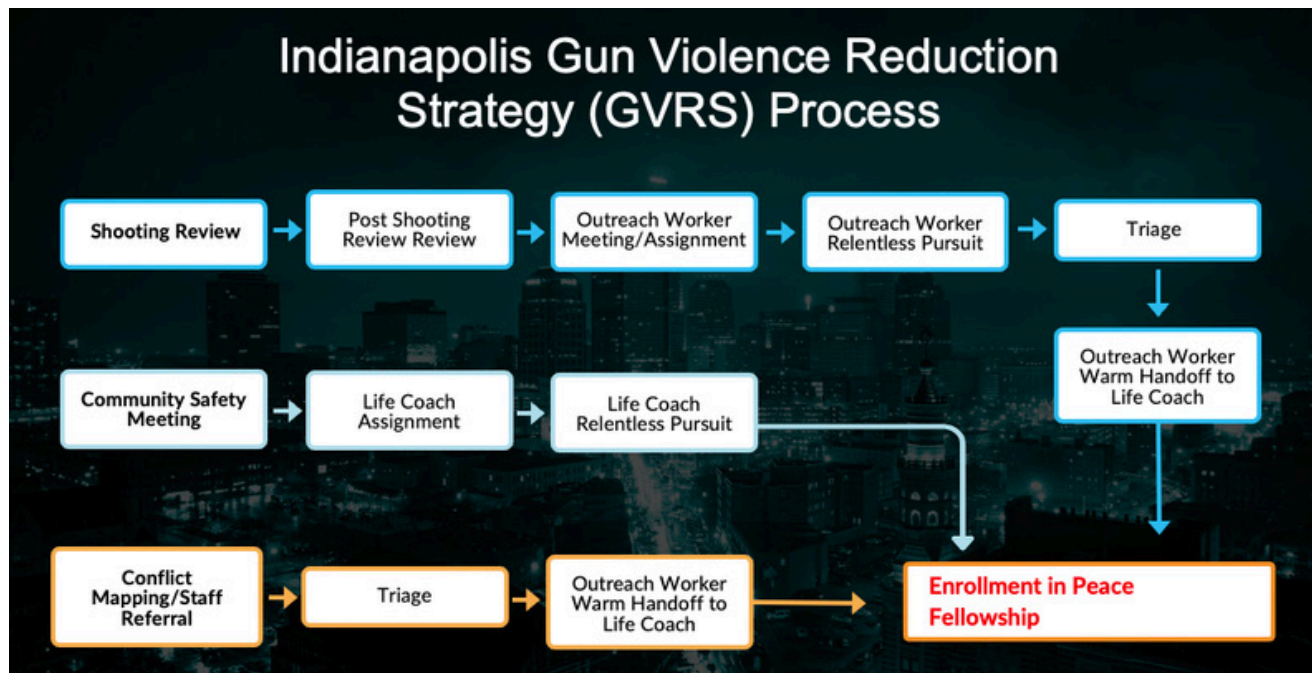 Indianapolis Gun Violence Reduction
Strategy (GVRS) Process
Shooting Review
Post Shooting
Review Review
Outreach Worker
Meeting/Assignment
Outreach Worker
Relentless Pursuit
Triage
Outreach Worker
Warm Handoff to
Life Coach
Community Safety
Meeting
Life Coach
Assignment
Life Coach
Relentless Pursuit
Conflict
Mapping/Staff
Referral
Triage
Outreach Worker
Warm Handoff to
Life Coach
Enrollment in Peace
Fellowship